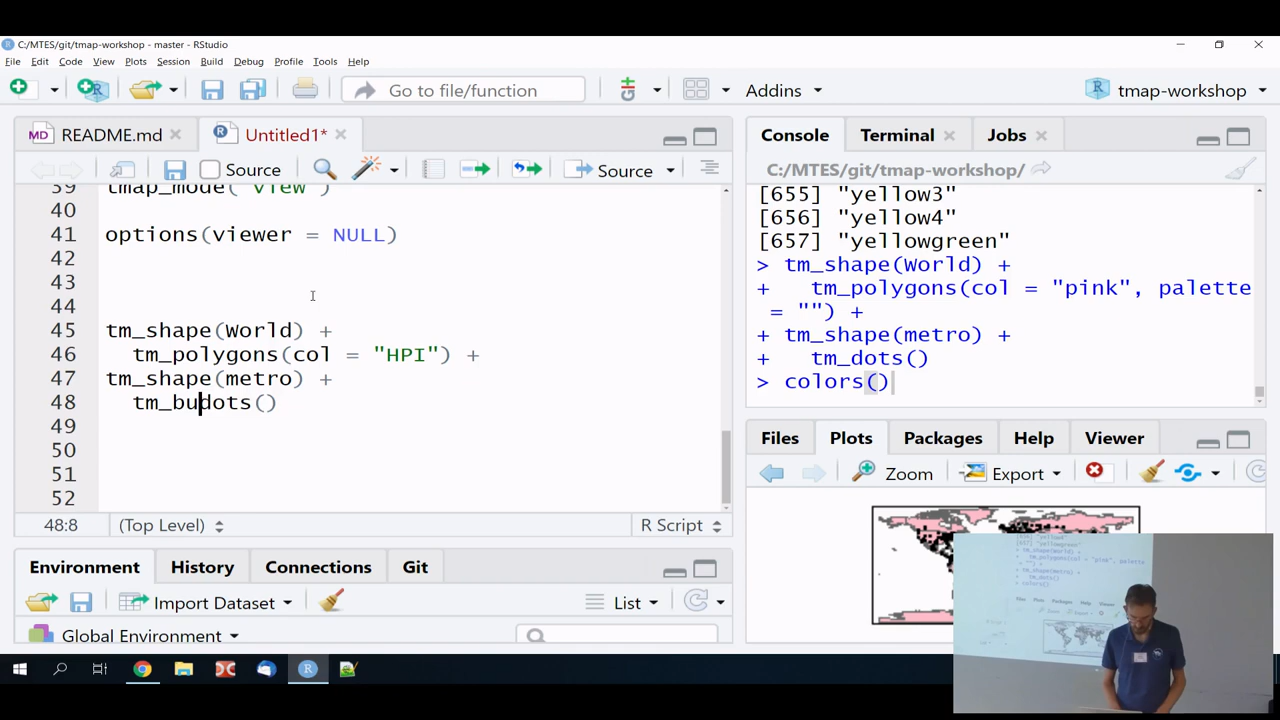 C:/MTES/git/tmap-workshop - master - RStudio
File Edit Code View Plots Session Build Debug Profile Tools Help
Go to file/function
Addins
tmap-workshop
README.md
Untitled1*
Source
Source
39 tmap_mode("view")
40
41 options(viewer = NULL)
42
43
44
45 tm_shape(World) +
46 tm_polygons(col = "HPI") +
47 tm_shape(metro) +
48 tm_budots()
49
50
51
52
48:8 (Top Level) R Script
Environment History Connections Git
Import Dataset List
Global Environment
Console Terminal Jobs
C:/MTES/git/tmap-workshop/
[655] "yellow3"
[656] "yellow4"
[657] "yellowgreen"
> tm_shape(World) +
+ tm_polygons(col = "pink", palette
= "") +
+ tm_shape(metro) +
+ tm_dots()
> colors()
Files Plots Packages Help Viewer
Zoom Export